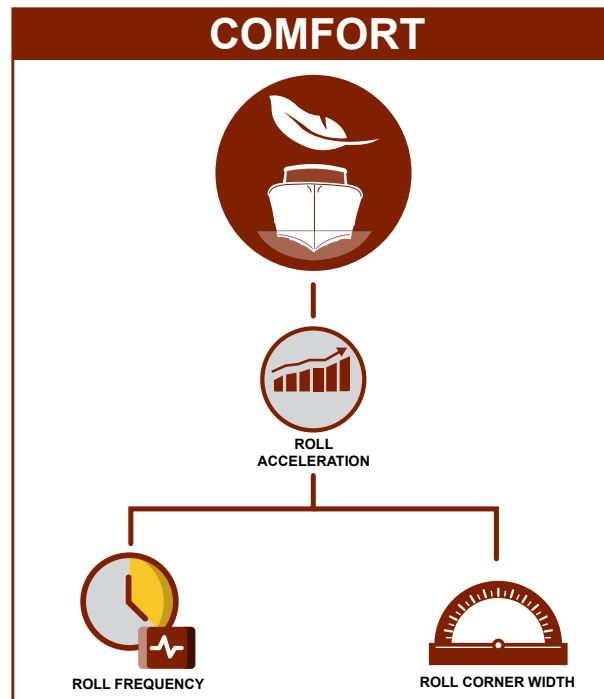 COMFORT
ROLL
ACCELERATION
ROLL FREQUENCY
ROLL CORNER WIDTH